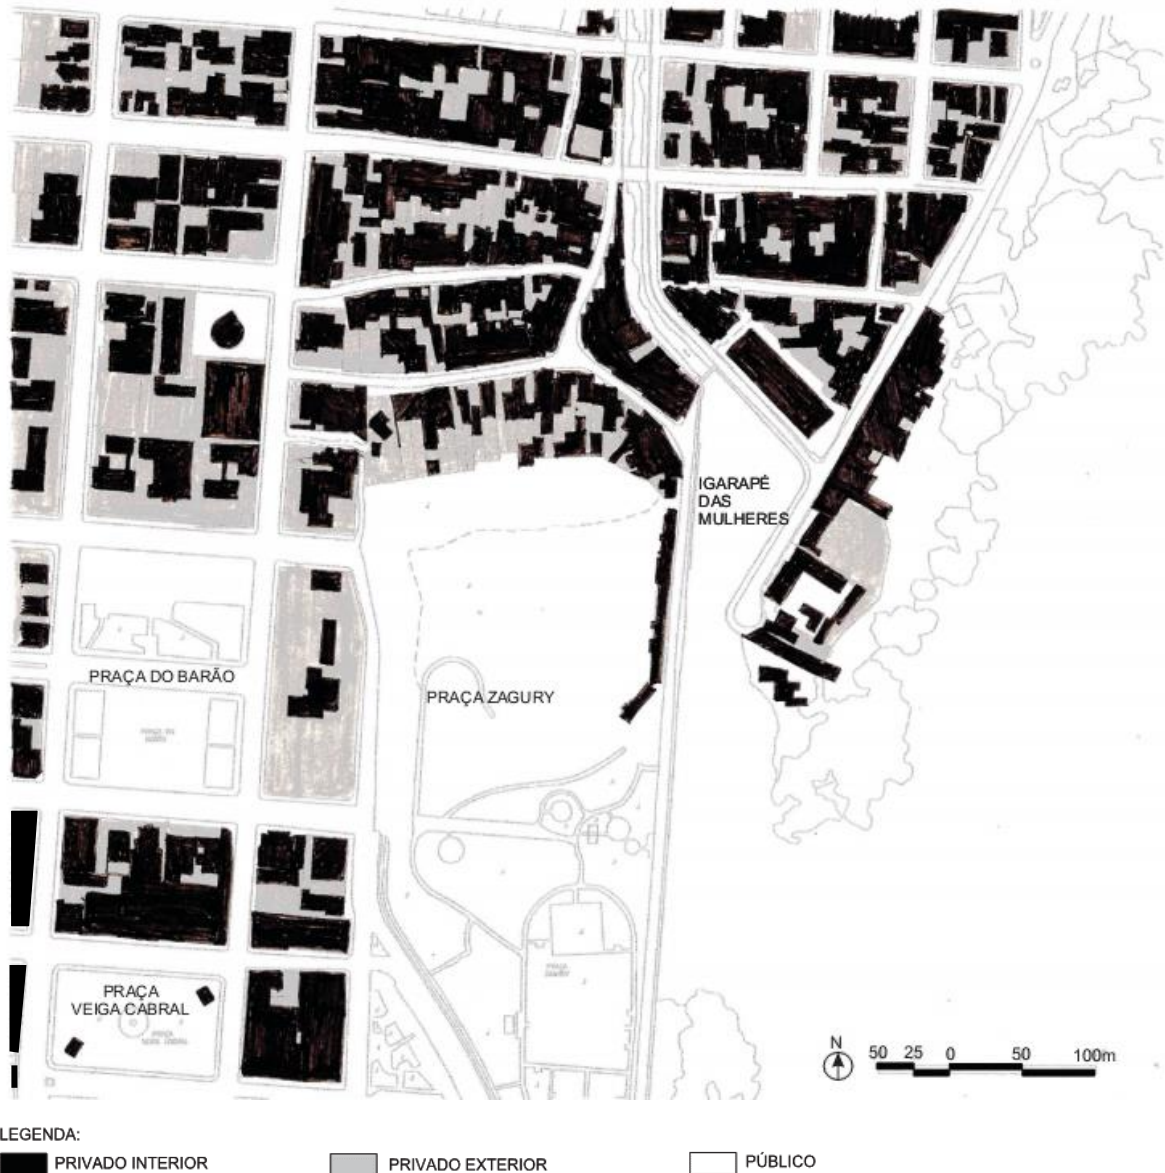 IGARAPÉ
DAS
MULHERES
PRAÇA DO BARÃO
PRAÇA ZAGURY
PRAÇA
VEIGA CABRAL
N
50 25 0 50 100m
LEGENDA:
PRIVADO INTERIOR
PRIVADO EXTERIOR
PÚBLICO